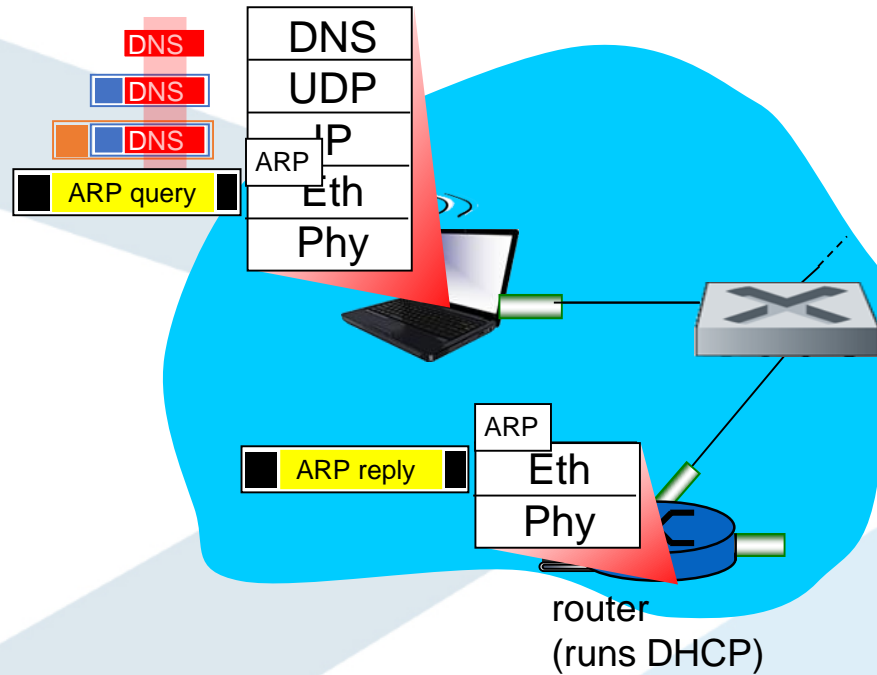 DNS
DNS
DNS
ARP query
DNS
UDP
IP
ARP
Eth
Phy
ARP
ARP reply
Eth
Phy
router
(runs DHCP)